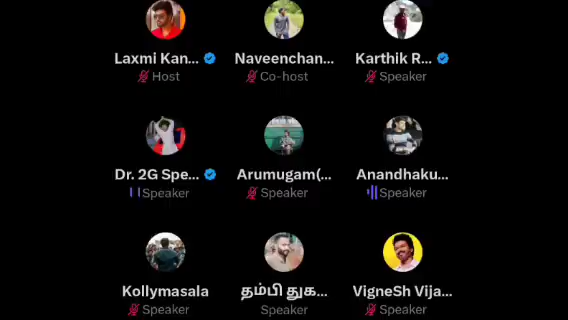 Laxmi Kan... Naveenchan... Karthik R...
Host Co-host Speaker
Dr. 2G Spe... Arumugam(... Anandhaku...
Speaker Speaker Speaker
Kollymasala தம்பி துக... VigneSh Vija...
Speaker Speaker Speaker